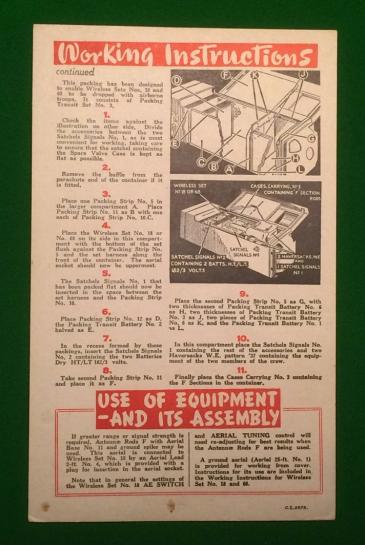 Working Instructions
continued
This packing has been designed
to enable Wireless Sets Nos. 18 and
68 to be dropped with airborne
troops. It consists of Packing
Transit Set No. 3.
1.
Check the items against the
illustration on other side. Divide
the accessories between the two
Satchels Signals No. 1, as is most
convenient for working, taking care
to ensure that the satchel containing
the Spare Valve Case is kept as
flat as possible.
2.
Remove the baffle from the
parachute end of the container if it
is fitted.
3.
Place one Packing Strip No. 5 in
the larger compartment A. Place
Packing Strip No. 11 as B with one
each of Packing Strip No. 10.C.
4.
Place the Wireless Set No. 18 or
No. 68 on its side in this compart-
ment with the bottom of the set
flush against the Packing Strip No.
5 and the set harness along the
front of the container. The aerial
socket should now be uppermost.
5.
The Satchels Signals No. 1 that has
been packed flat should now be
inserted in the space between the
set harness and the Packing Strip
No. 10.
6.
Place Packing Strip No. 12 as D,
the Packing Transit Battery No. 2
halved as E.
7.
In the recess formed by these
packings, insert the Satchels Signals
No. 2 containing the two Batteries
Dry HT/LT 162/3 volts.
8.
Take second Packing Strip No. 11
and place it as F.
D
F
K
J
G
H
L
E
C
B
A
WIRELESS SET
Nº 18 OR 68
CASES, CARRYING, Nº 3
CONTAINING F SECTION
RODS
SATCHEL SIGNALS Nº 2
CONTAINING 2 BATTS. H.T./L.T.
162/3 VOLTS
SATCHEL
SIGNALS Nº 1
2 HAVERSACKS, W.E.
AND
1 SATCHEL SIGNALS
Nº 1
9.
Place the second Packing Strip No. 5 as G, with
two thicknesses of Packing Transit Battery No. 4
as H, two thicknesses of Packing Transit Battery
No. 3 as J, two pieces of Packing Transit Battery
No. 6 as K, and the Packing Transit Battery No. 1
as L.
10.
In this compartment place the Satchels Signals No.
1 containing the rest of the accessories and two
Haversacks W.E. pattern '37 containing the equip-
ment of the two members of the crew.
11.
Finally place the Cases Carrying No. 3 containing
the F Sections in the container.
USE OF EQUIPMENT
-AND ITS ASSEMBLY
If greater range or signal strength is
required, Antennæ Rods F with Aerial
Base No. 11 and ground spike may be
used. This aerial is connected to
Wireless Set No. 18 by an Aerial Lead
2-ft. No. 4, which is provided with a
plug for insertion in the aerial socket.
Note that in general the settings of
the Wireless Set No. 18 AE SWITCH
and AERIAL TUNING control will
need re-adjusting for best results when
the Antennæ Rods F are being used.
A ground aerial (Aerial 25-ft. No. 1)
is provided for working from cover.
Instructions for its use are included in
the Working Instructions for Wireless
Set No. 18 and 68.